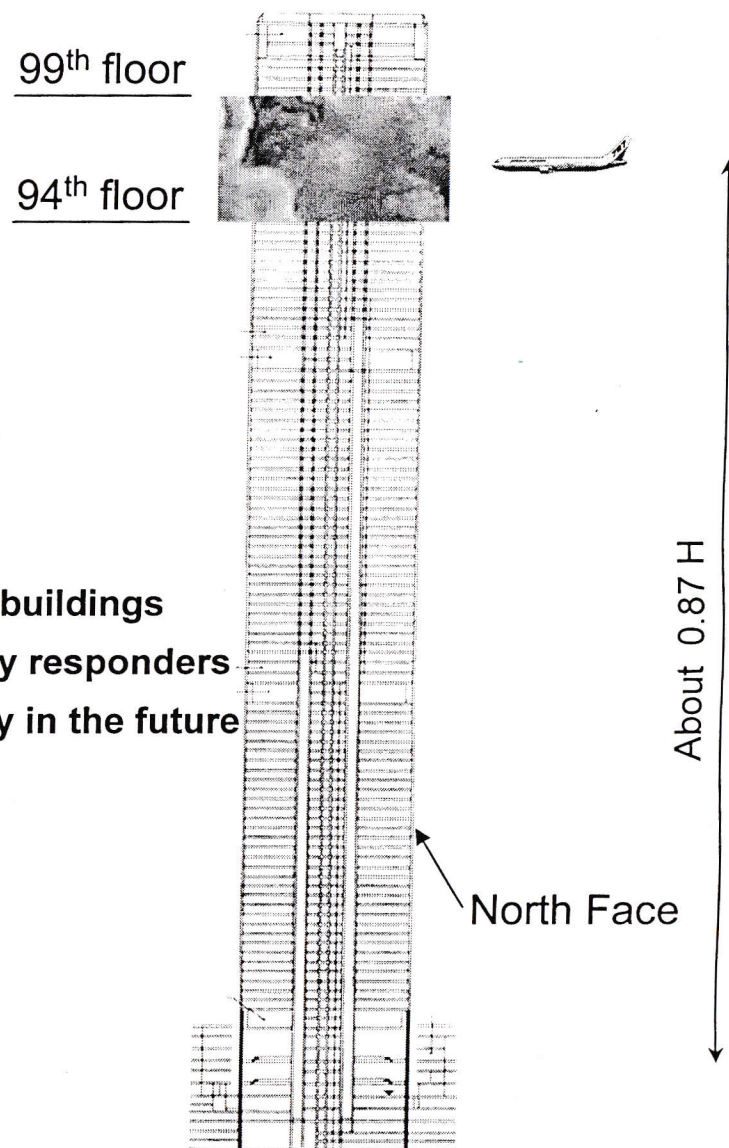 99th floor
94th floor
buildings
y responders
y in the future
About 0.87 H
North Face